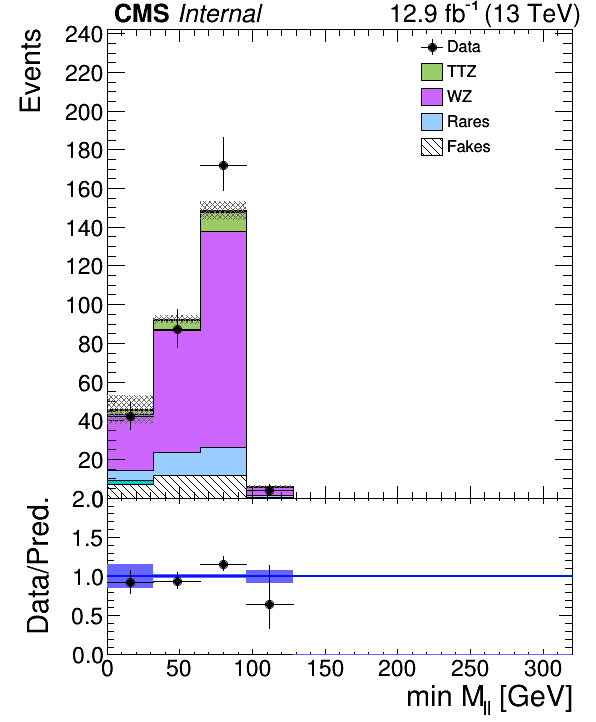 CMS Internal 12.9 fb⁻¹ (13 TeV)
Events
240
220
200
180
160
140
120
100
80
60
40
20
Data
TTZ
WZ
Rares
Fakes
Data/Pred.
2.0
1.5
1.0
0.5
0.0
0 50 100 150 200 250 300
min M_ll [GeV]